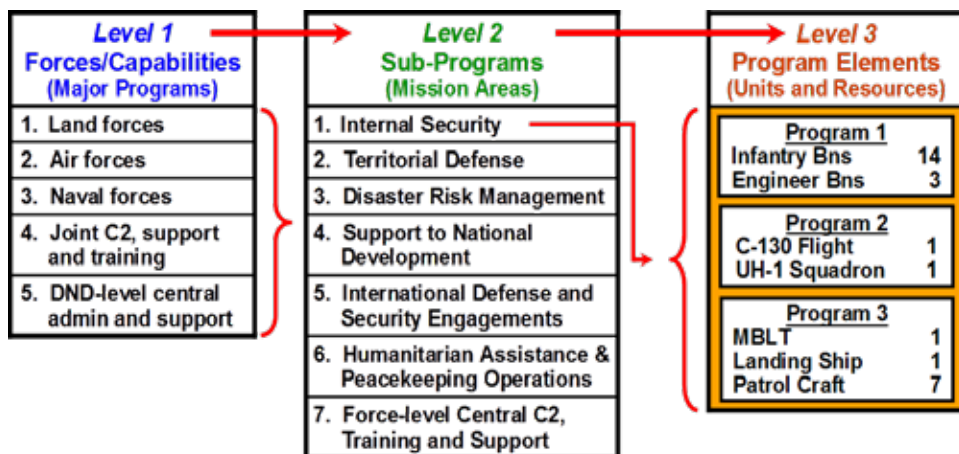 Level 1
Forces/Capabilities
(Major Programs)
1. Land forces
2. Air forces
3. Naval forces
4. Joint C2, support
and training
5. DND-level central
admin and support
Level 2
Sub-Programs
(Mission Areas)
1. Internal Security
2. Territorial Defense
3. Disaster Risk Management
4. Support to National
Development
5. International Defense and
Security Engagements
6. Humanitarian Assistance &
Peacekeeping Operations
7. Force-level Central C2,
Training and Support
Level 3
Program Elements
(Units and Resources)
Program 1
Infantry Bns 14
Engineer Bns 3
Program 2
C-130 Flight 1
UH-1 Squadron 1
Program 3
MBLT 1
Landing Ship 1
Patrol Craft 7